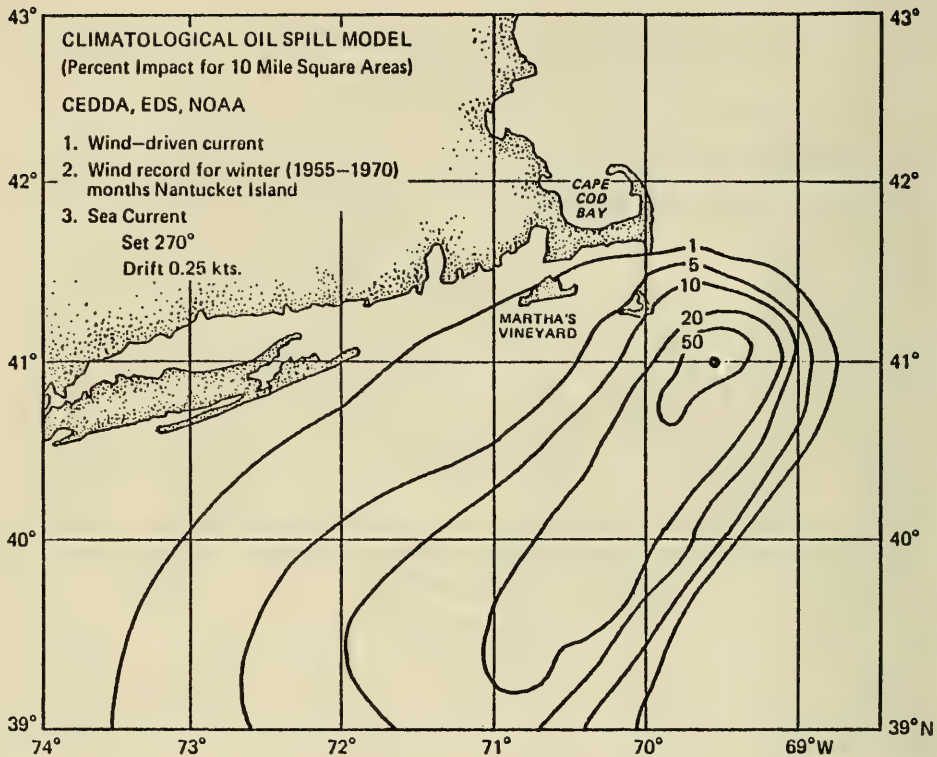 43°
43°
CLIMATOLOGICAL OIL SPILL MODEL
(Percent Impact for 10 Mile Square Areas)
CEDDA, EDS, NOAA
1. Wind–driven current
2. Wind record for winter (1955–1970)
months Nantucket Island
3. Sea Current
Set 270°
Drift 0.25 kts.
42°
42°
CAPE
COD
BAY
1
5
10
20
50
MARTHA'S
VINEYARD
41°
41°
40°
40°
39°
39°N
74°
73°
72°
71°
70°
69°W